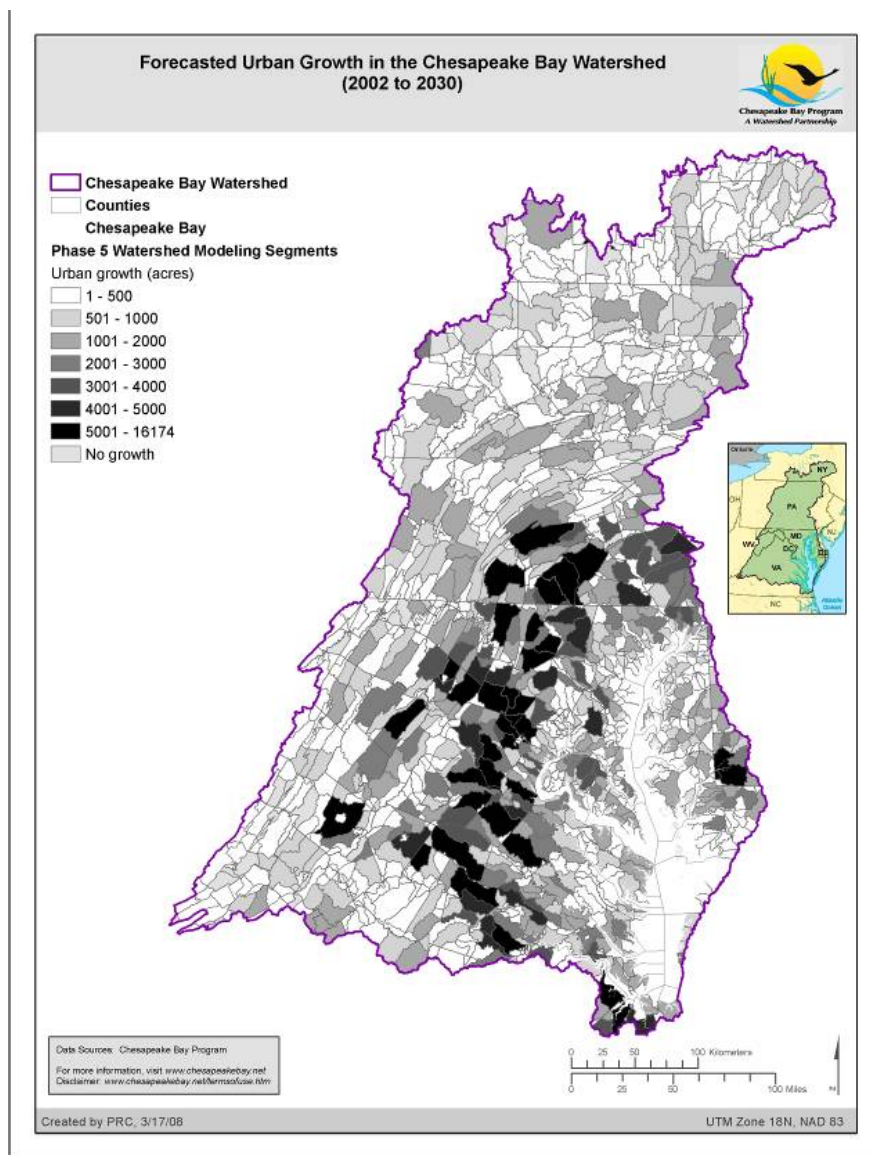 Forecasted Urban Growth in the Chesapeake Bay Watershed
(2002 to 2030)
Chesapeake Bay Program
A Watershed Partnership
Chesapeake Bay Watershed
Counties
Chesapeake Bay
Phase 5 Watershed Modeling Segments
Urban growth (acres)
1 - 500
501 - 1000
1001 - 2000
2001 - 3000
3001 - 4000
4001 - 5000
5001 - 16174
No growth
Ontario
NY
OH
PA
NJ
MD
WV
DC
DE
VA
NC
Atlantic
Ocean
Data Sources: Chesapeake Bay Program
For more information, visit www.chesapeakebay.net
Disclaimer: www.chesapeakebay.net/termsofuse.htm
0 25 50 100 Kilometers
0 25 50 100 Miles
Created by PRC, 3/17/08
UTM Zone 18N, NAD 83